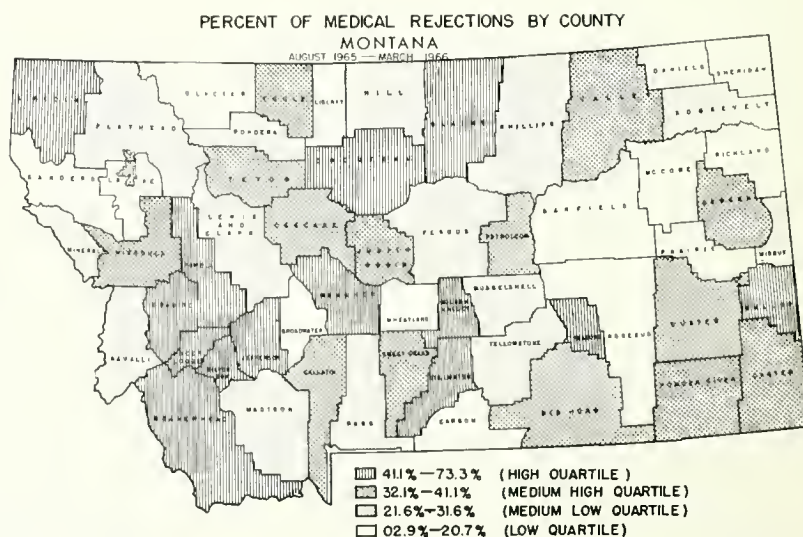 PERCENT OF MEDICAL REJECTIONS BY COUNTY
MONTANA
AUGUST 1965 — MARCH 1966
LINCOLN
FLATHEAD
GLACIER
TOOLE
LIBERTY
HILL
BLAINE
PHILLIPS
VALLEY
DANIELS
SHERIDAN
ROOSEVELT
PONDERA
TETON
CHOUTEAU
SANDERS
LAKE
LEWIS
AND
CLARK
CASCADE
JUDITH
BASIN
FERGUS
PETROLEUM
GARFIELD
MCCONE
RICHLAND
DAWSON
PRAIRIE
WIBAUX
MINERAL
MISSOULA
POWELL
GRANITE
RAVALLI
DEER
LODGE
SILVER
BOW
JEFFERSON
BROADWATER
MEAGHER
WHEATLAND
GOLDEN
VALLEY
MUSSELSHELL
TREASURE
ROSEBUD
CUSTER
FALLON
BEAVERHEAD
MADISON
GALLATIN
PARK
SWEET GRASS
STILLWATER
YELLOWSTONE
CARBON
BIG HORN
POWDER RIVER
CARTER
41.1%—73.3% (HIGH QUARTILE)
32.1%—41.1% (MEDIUM HIGH QUARTILE)
21.6%—31.6% (MEDIUM LOW QUARTILE)
02.9%—20.7% (LOW QUARTILE)